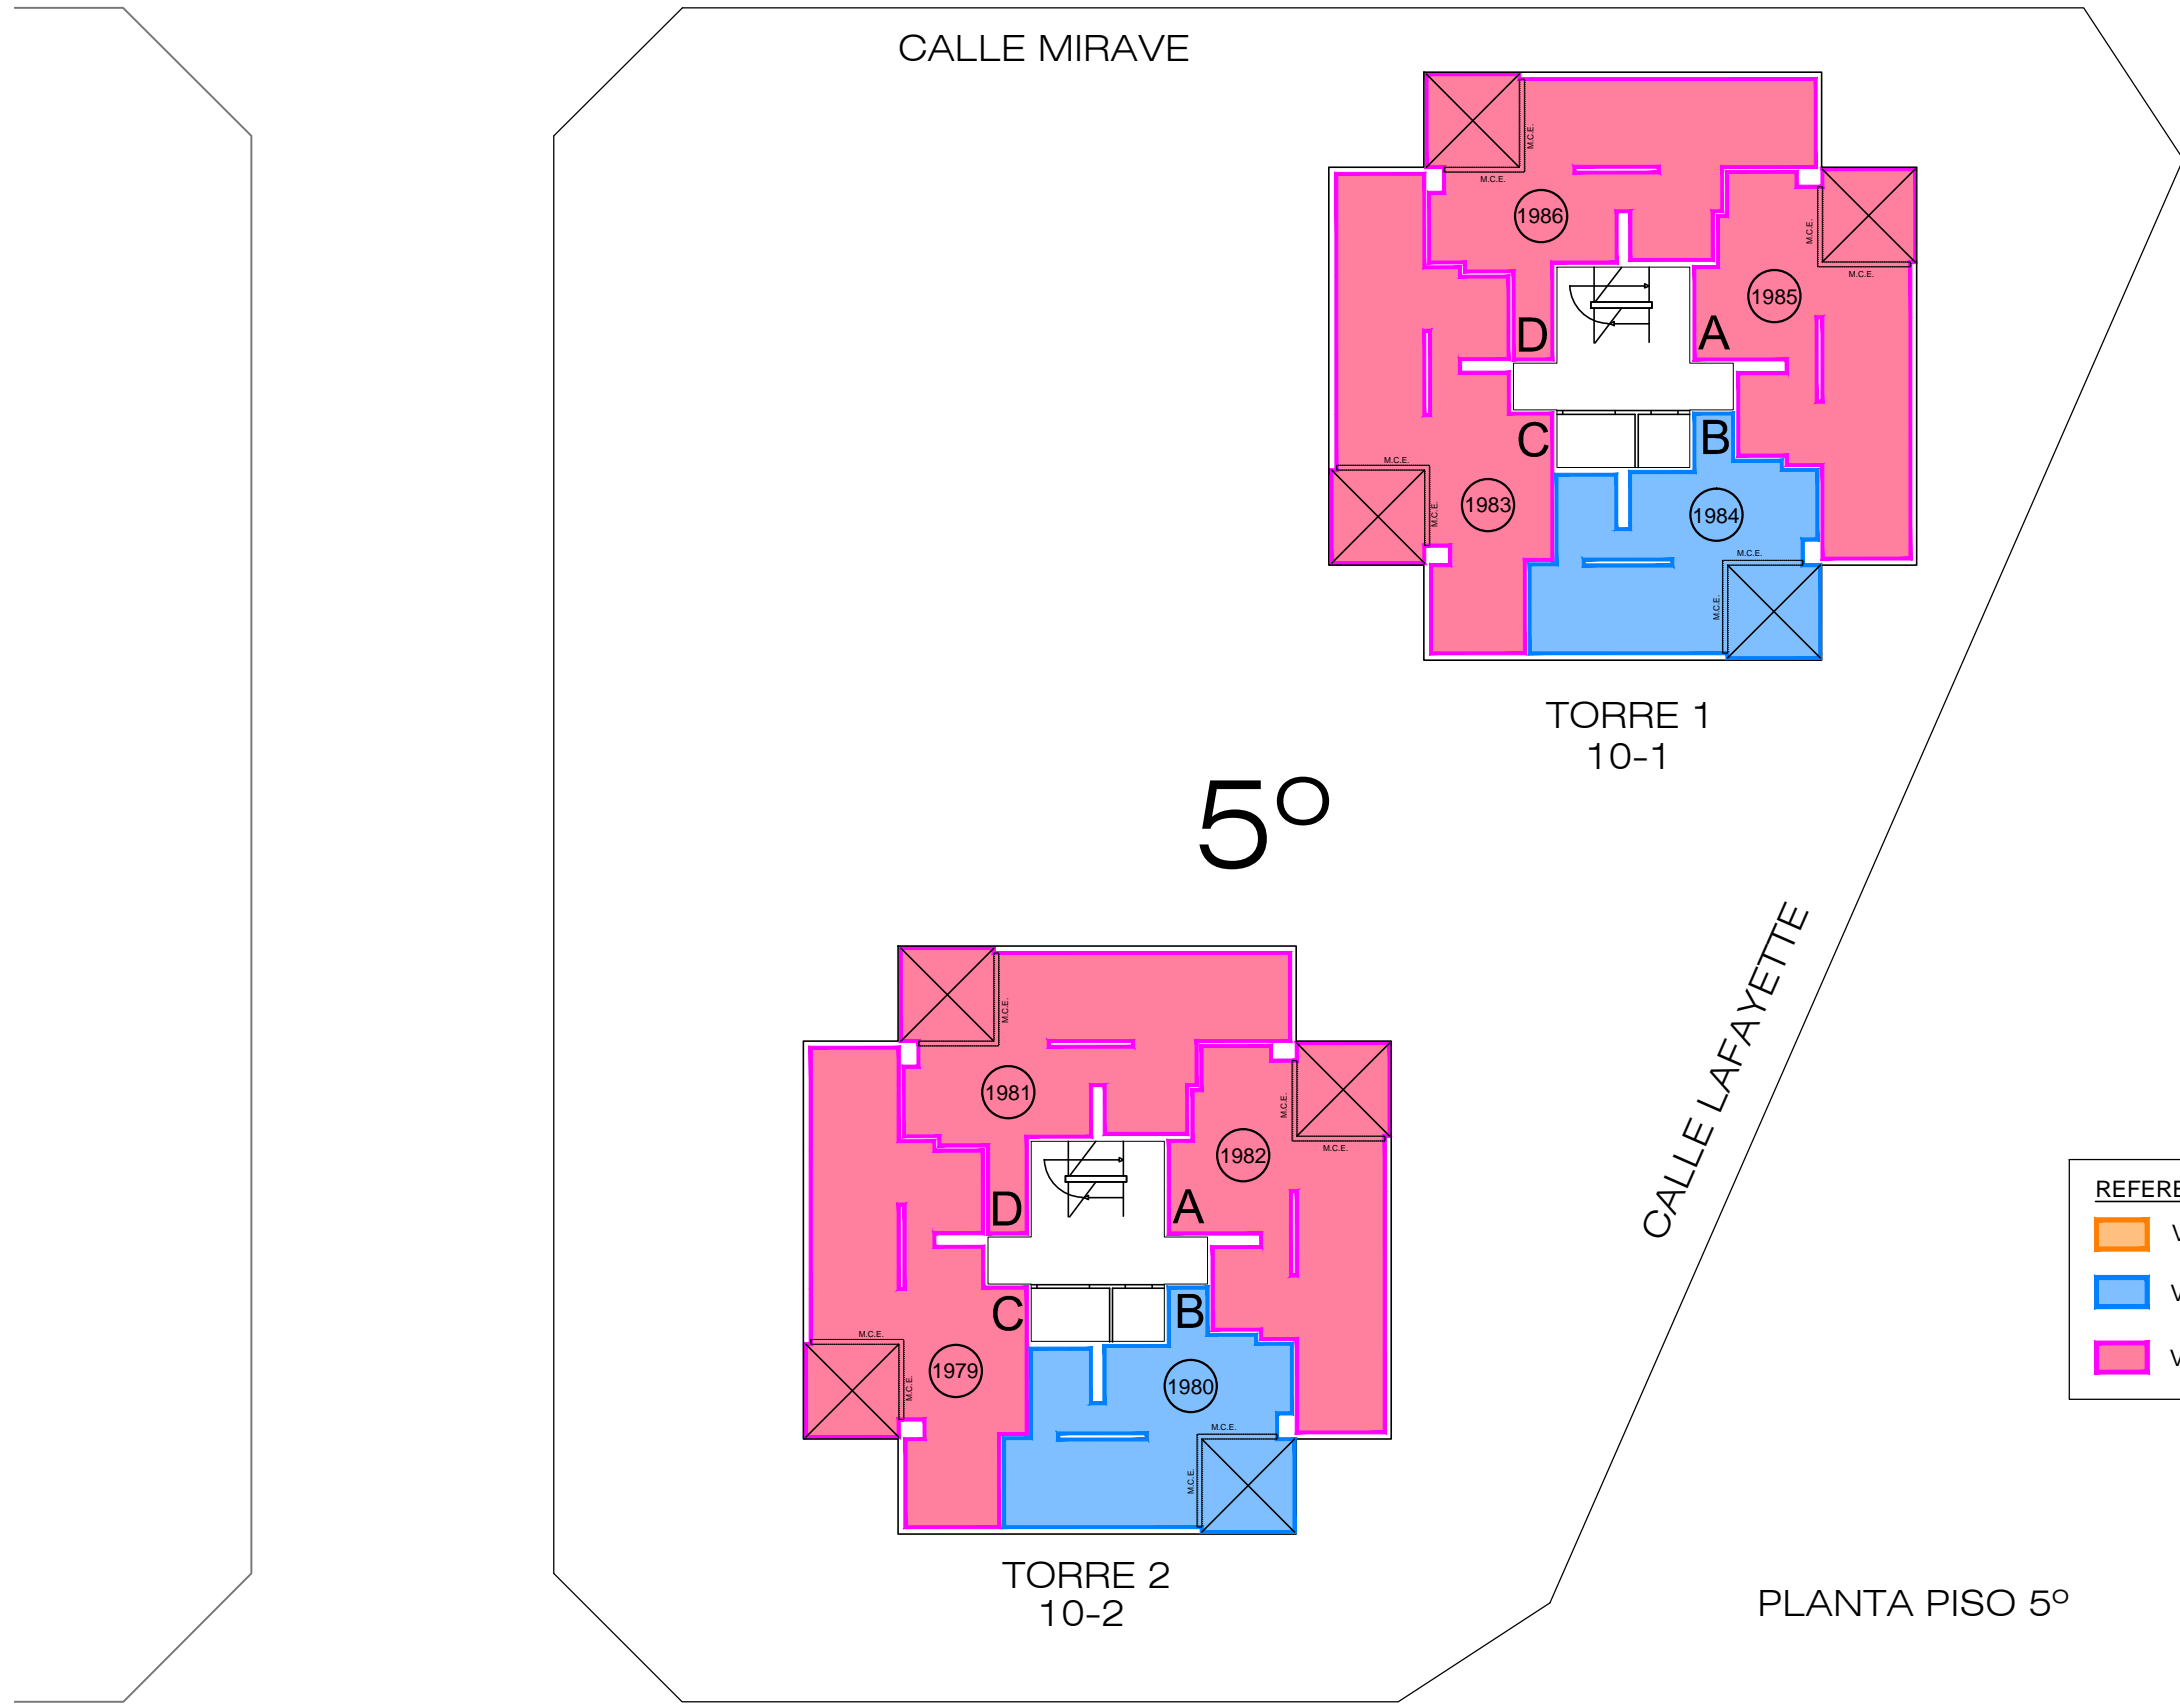 CALLE MIRAVE
M.C.E.
M.C.E.
1986
M.C.E.
M.C.E.
1985
D
A
C
B
M.C.E.
M.C.E.
1983
1984
M.C.E.
M.C.E.
TORRE 1
10-1
5º
CALLE LAFAYETTE
M.C.E.
1981
M.C.E.
M.C.E.
1982
D
A
C
B
M.C.E.
M.C.E.
1979
1980
M.C.E.
M.C.E.
TORRE 2
10-2
REFERE
V
V
V
PLANTA PISO 5º